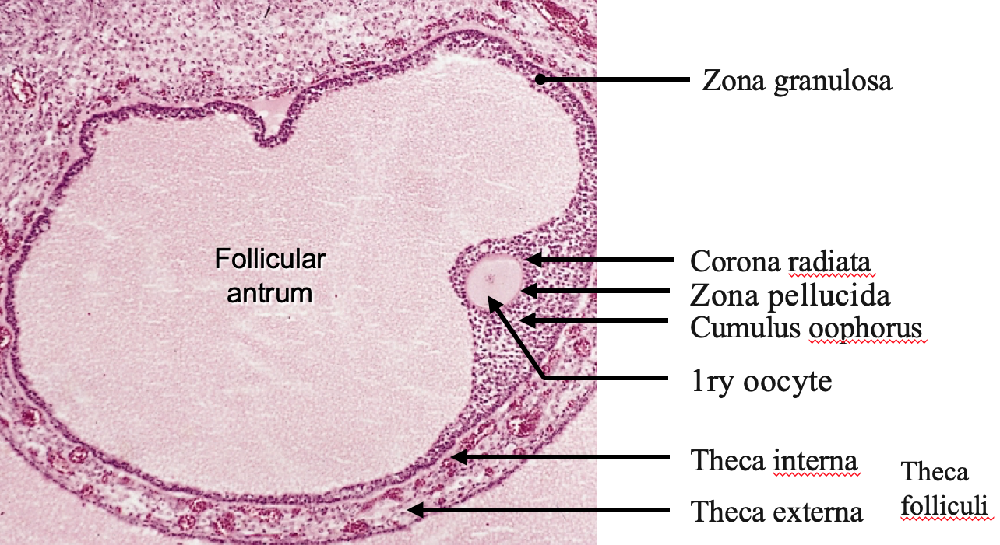 Zona granulosa
Follicular
antrum
Corona radiata
Zona pellucida
Cumulus oophorus
1ry oocyte
Theca interna
Theca externa
Theca
folliculi